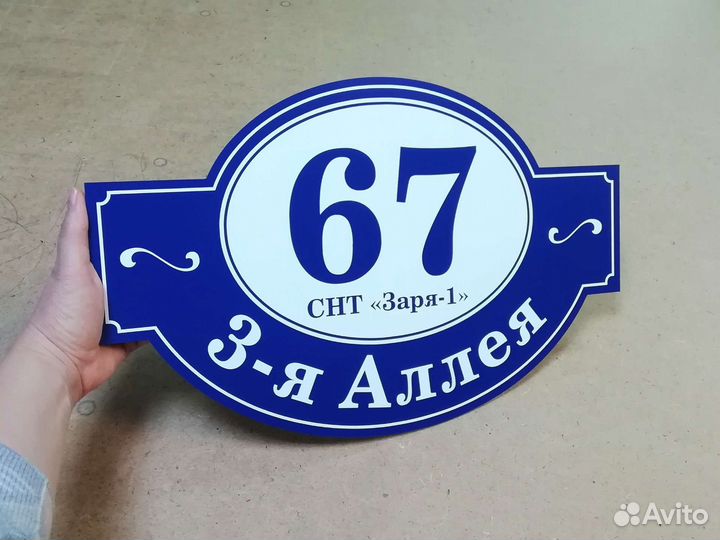 67
СНТ «Заря-1»
3-я Аллея
Avito